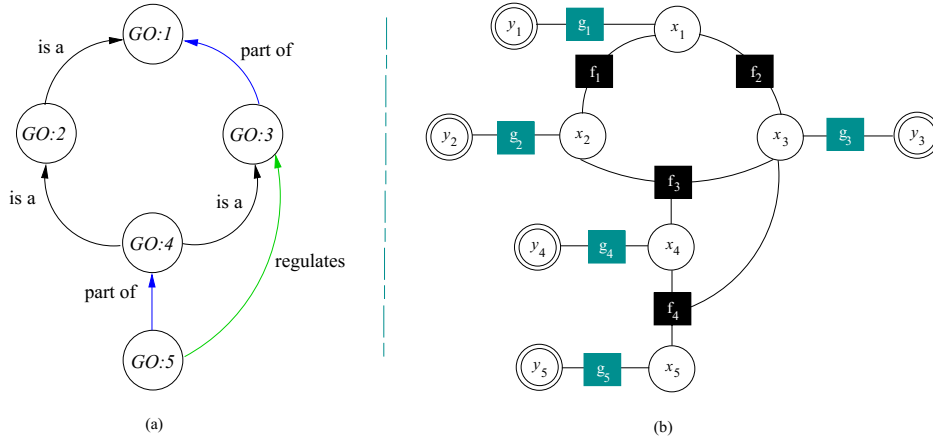 GO:1
is a
part of
GO:2
GO:3
is a
is a
GO:4
part of
regulates
GO:5
(a)
y1
g1
x1
f1
f2
y2
g2
x2
x3
g3
y3
f3
y4
g4
x4
f4
y5
g5
x5
(b)